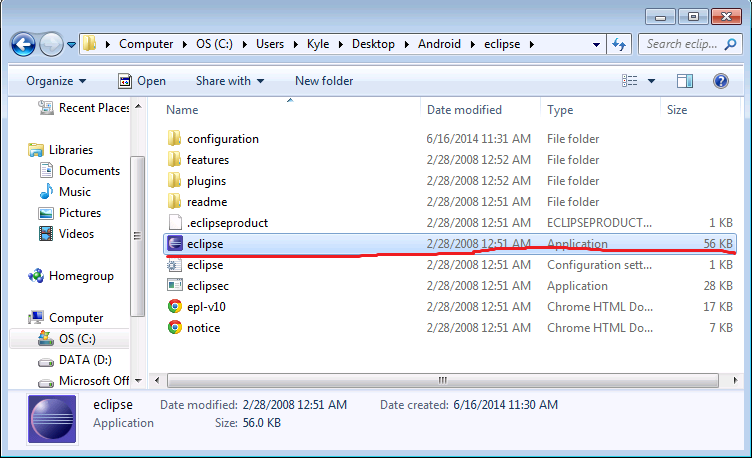 Computer OS (C:) Users Kyle Desktop Android eclipse Search eclip...
Organize Open Share with New folder
Name Date modified Type Size
Recent Places
Libraries
Documents
Music
Pictures
Videos
Homegroup
Computer
OS (C:)
DATA (D:)
Microsoft Off
configuration 6/16/2014 11:31 AM File folder
features 2/28/2008 12:52 AM File folder
plugins 2/28/2008 12:52 AM File folder
readme 2/28/2008 12:51 AM File folder
.eclipseproduct 2/28/2008 12:51 AM ECLIPSEPRODUCT... 1 KB
eclipse 2/28/2008 12:51 AM Application 56 KB
eclipse 2/28/2008 12:51 AM Configuration sett... 1 KB
eclipsec 2/28/2008 12:51 AM Application 28 KB
epl-v10 2/28/2008 12:51 AM Chrome HTML Do... 17 KB
notice 2/28/2008 12:51 AM Chrome HTML Do... 7 KB
eclipse Date modified: 2/28/2008 12:51 AM Date created: 6/16/2014 11:30 AM
Application Size: 56.0 KB